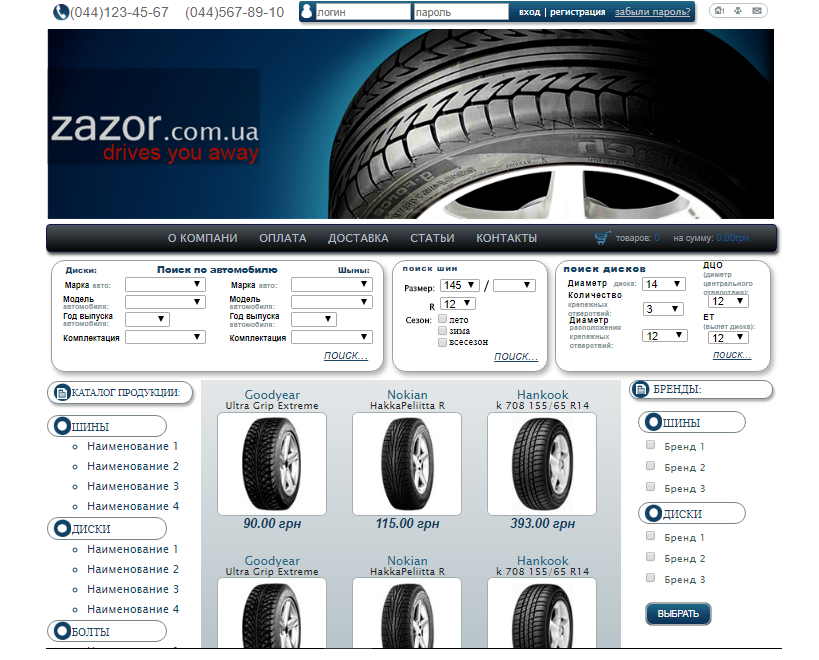 (044)123-45-67 (044)567-89-10
логин
пароль
вход | регистрация
забыли пароль?
zazor.com.ua
drives you away
g-Force
О КОМПАНИ ОПЛАТА ДОСТАВКА СТАТЬИ КОНТАКТЫ
товаров: 0 на сумму: 0,00грн
Диски: Поиск по автомобилю Шины:
Марка авто: Марка авто:
Модель автомобиля: Модель автомобиля:
Год выпуска автомобиля: Год выпуска автомобиля:
Комплектация Комплектация
ПОИСК...
поиск шин
Размер: 145 /
R 12
Сезон: лето
зима
всесезон
ПОИСК...
поиск дисков
Диаметр диска: 14
Количество
крепежных
отверстий: 3
Диаметр
расположения
крепежных
отверствий: 12
ДЦО
(диметр
центрального
отверстия):
12
ЕТ
(вылет диска):
12
ПОИСК...
КАТАЛОГ ПРОДУКЦИИ:
ШИНЫ
Наименование 1
Наименование 2
Наименование 3
Наименование 4
ДИСКИ
Наименование 1
Наименование 2
Наименование 3
Наименование 4
БОЛТЫ
Goodyear
Ultra Grip Extreme
90.00 грн
Nokian
HakkaPeliitta R
115.00 грн
Hankook
k 708 155/65 R14
393.00 грн
Goodyear
Ultra Grip Extreme
Nokian
HakkaPeliitta R
Hankook
k 708 155/65 R14
БРЕНДЫ:
ШИНЫ
Бренд 1
Бренд 2
Бренд 3
ДИСКИ
Бренд 1
Бренд 2
Бренд 3
ВЫБРАТЬ